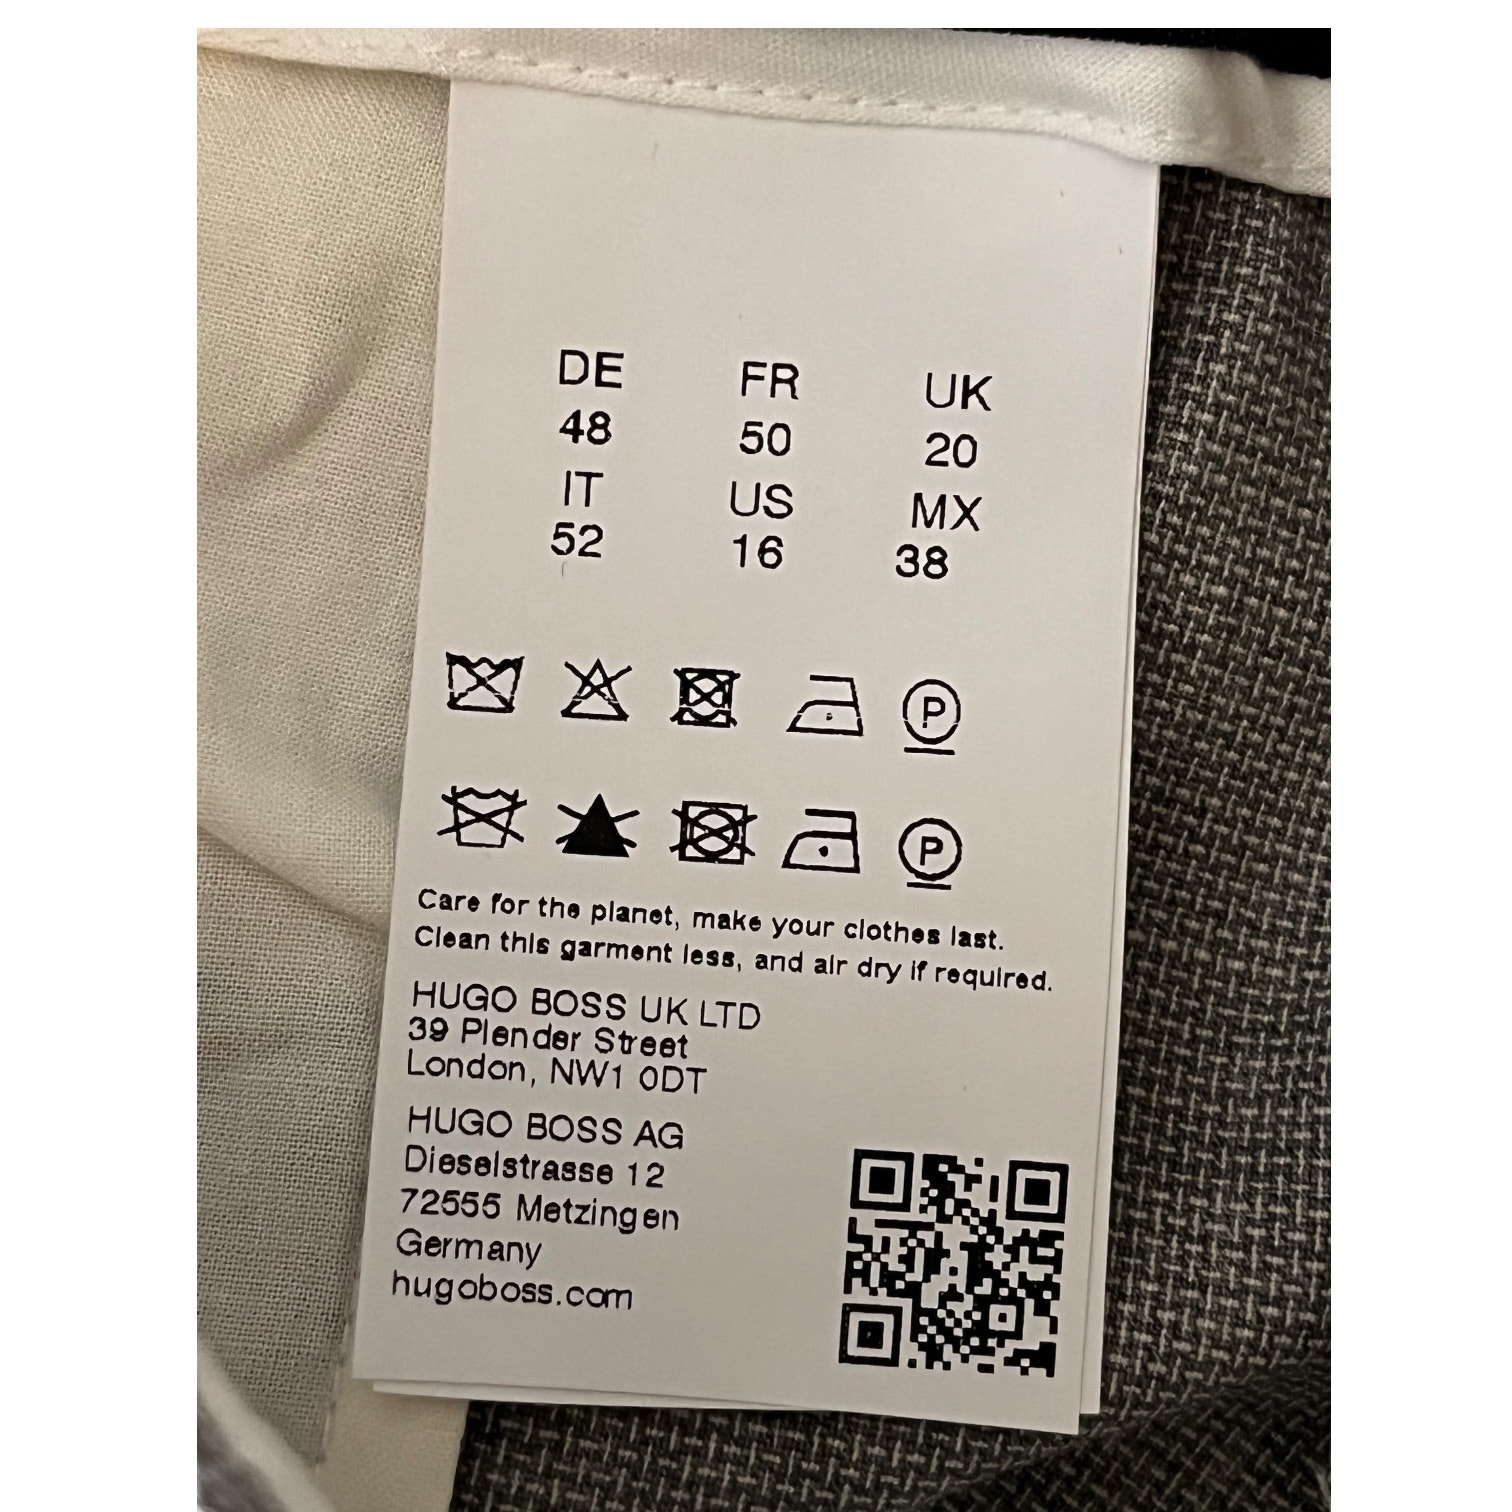 DE FR UK
48 50 20
IT US MX
52 16 38
P
P
Care for the planet, make your clothes last.
Clean this garment less, and air dry if required.
HUGO BOSS UK LTD
39 Plender Street
London, NW1 0DT
HUGO BOSS AG
Dieselstrasse 12
72555 Metzingen
Germany
hugoboss.com